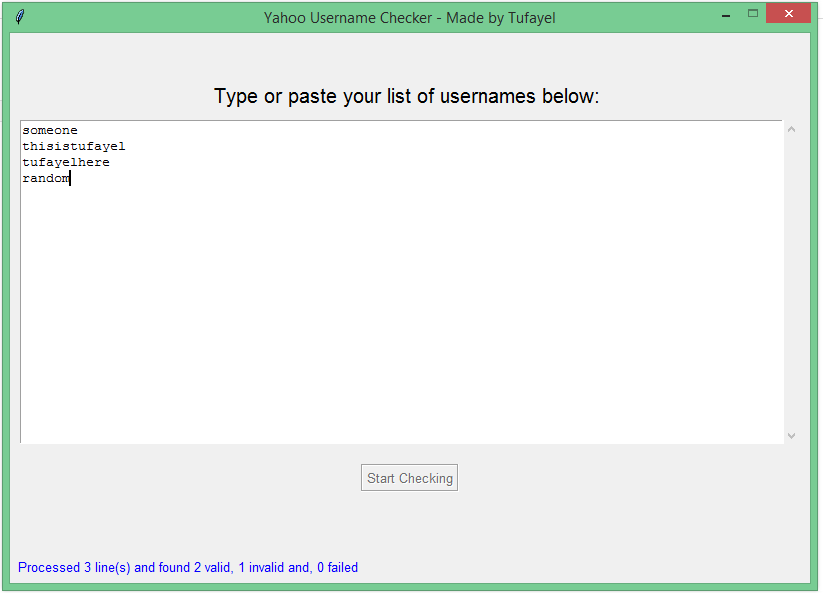 Yahoo Username Checker - Made by Tufayel
Type or paste your list of usernames below:
someone
thisistufayel
tufayelhere
random
Start Checking
Processed 3 line(s) and found 2 valid, 1 invalid and, 0 failed